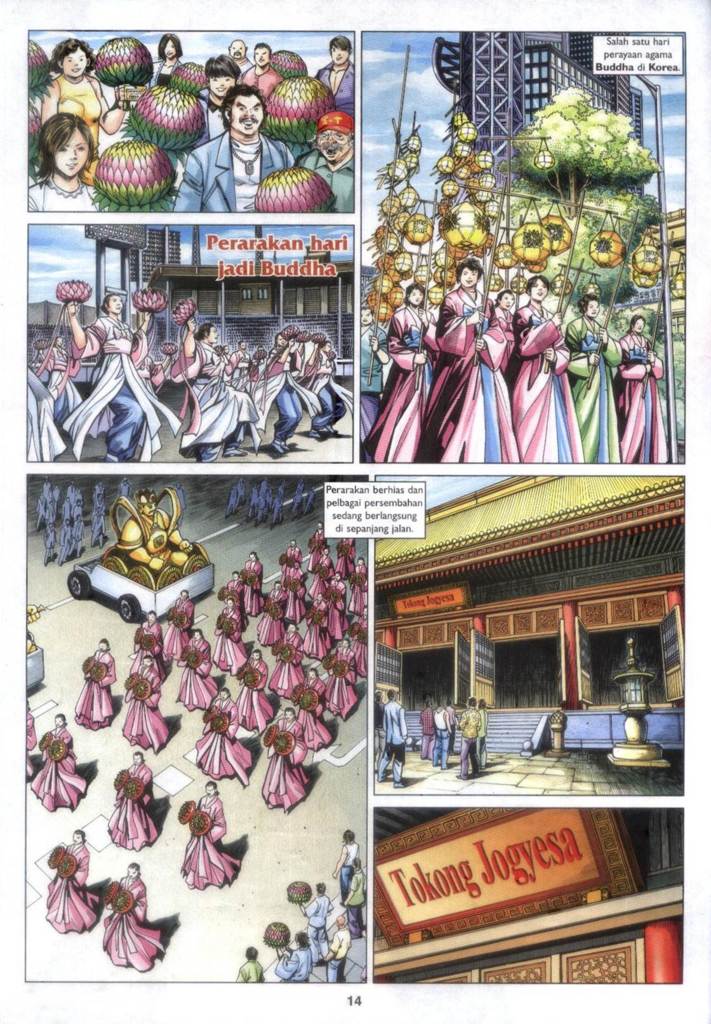 Salah satu hari
perayaan agama
Buddha di Korea.
Perarakan hari
jadi Buddha
Perarakan berhias dan
pelbagai persembahan
sedang berlangsung
di sepanjang jalan.
Tokong Jogyesa
Tokong Jogyesa
14